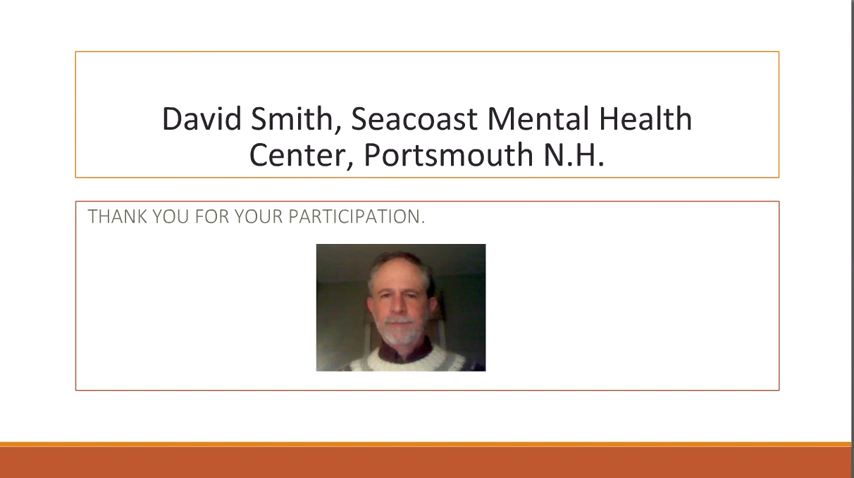 David Smith, Seacoast Mental Health
Center, Portsmouth N.H.
THANK YOU FOR YOUR PARTICIPATION.